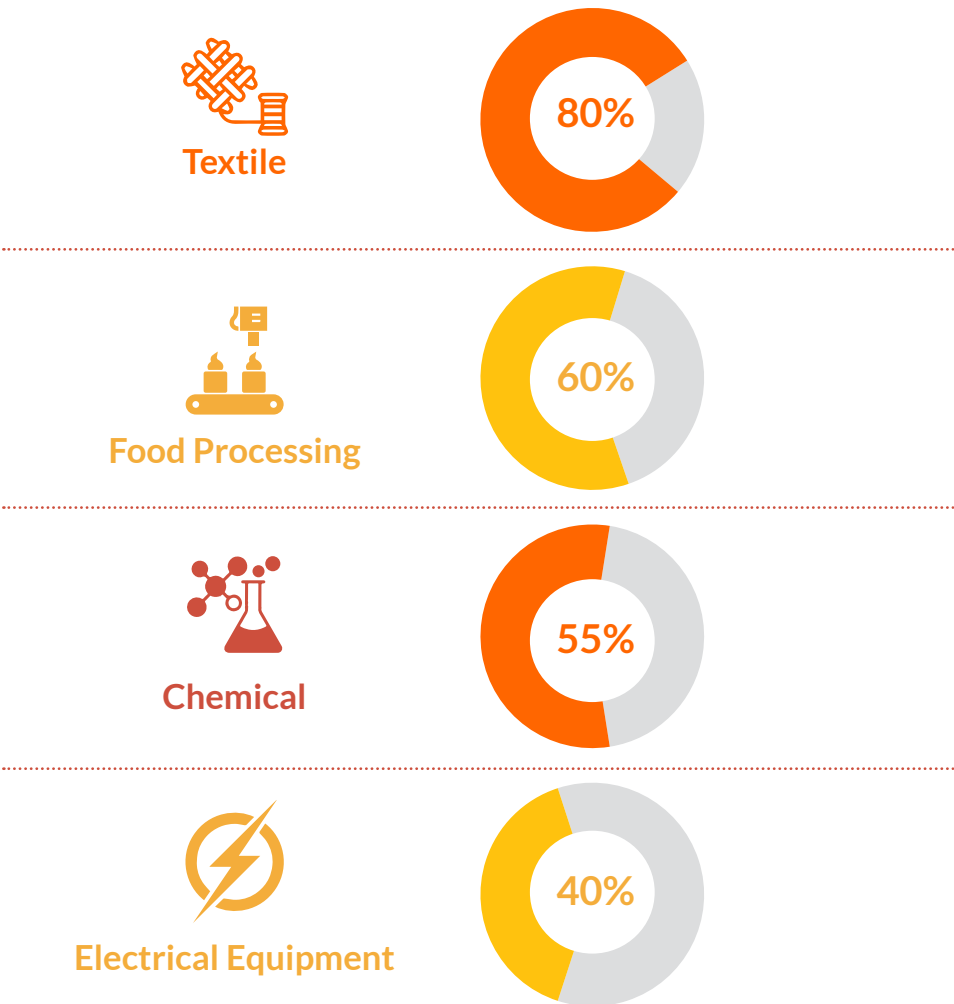 80%
Textile
60%
Food Processing
55%
Chemical
40%
Electrical Equipment